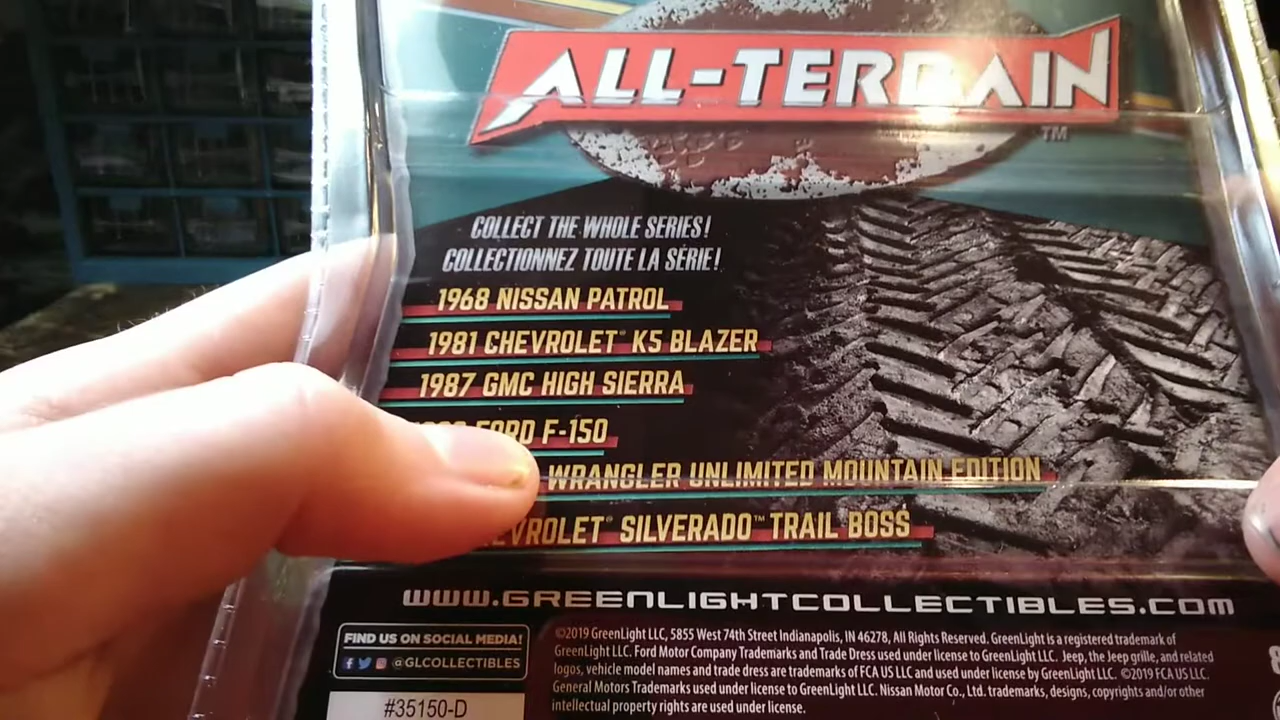 ALL-TERRAIN
TM
COLLECT THE WHOLE SERIES!
COLLECTIONNEZ TOUTE LA SÉRIE!
1968 NISSAN PATROL
1981 CHEVROLET® K5 BLAZER
1987 GMC HIGH SIERRA
FORD F-150
WRANGLER UNLIMITED MOUNTAIN EDITION
EVROLET® SILVERADO™ TRAIL BOSS
WWW.GREENLIGHTCOLLECTIBLES.COM
FIND US ON SOCIAL MEDIA!
@GLCOLLECTIBLES
#35150-D
©2019 GreenLight LLC, 5855 West 74th Street Indianapolis, IN 46278, All Rights Reserved. GreenLight is a registered trademark of
GreenLight LLC. Ford Motor Company Trademarks and Trade Dress used under license to GreenLight LLC. Jeep, the Jeep grille, and related
logos, vehicle model names and trade dress are trademarks of FCA US LLC and used under license by GreenLight LLC. ©2019 FCA US LLC.
General Motors Trademarks used under license to GreenLight LLC. Nissan Motor Co., Ltd. trademarks, designs, copyrights and/or other
intellectual property rights are used under license.